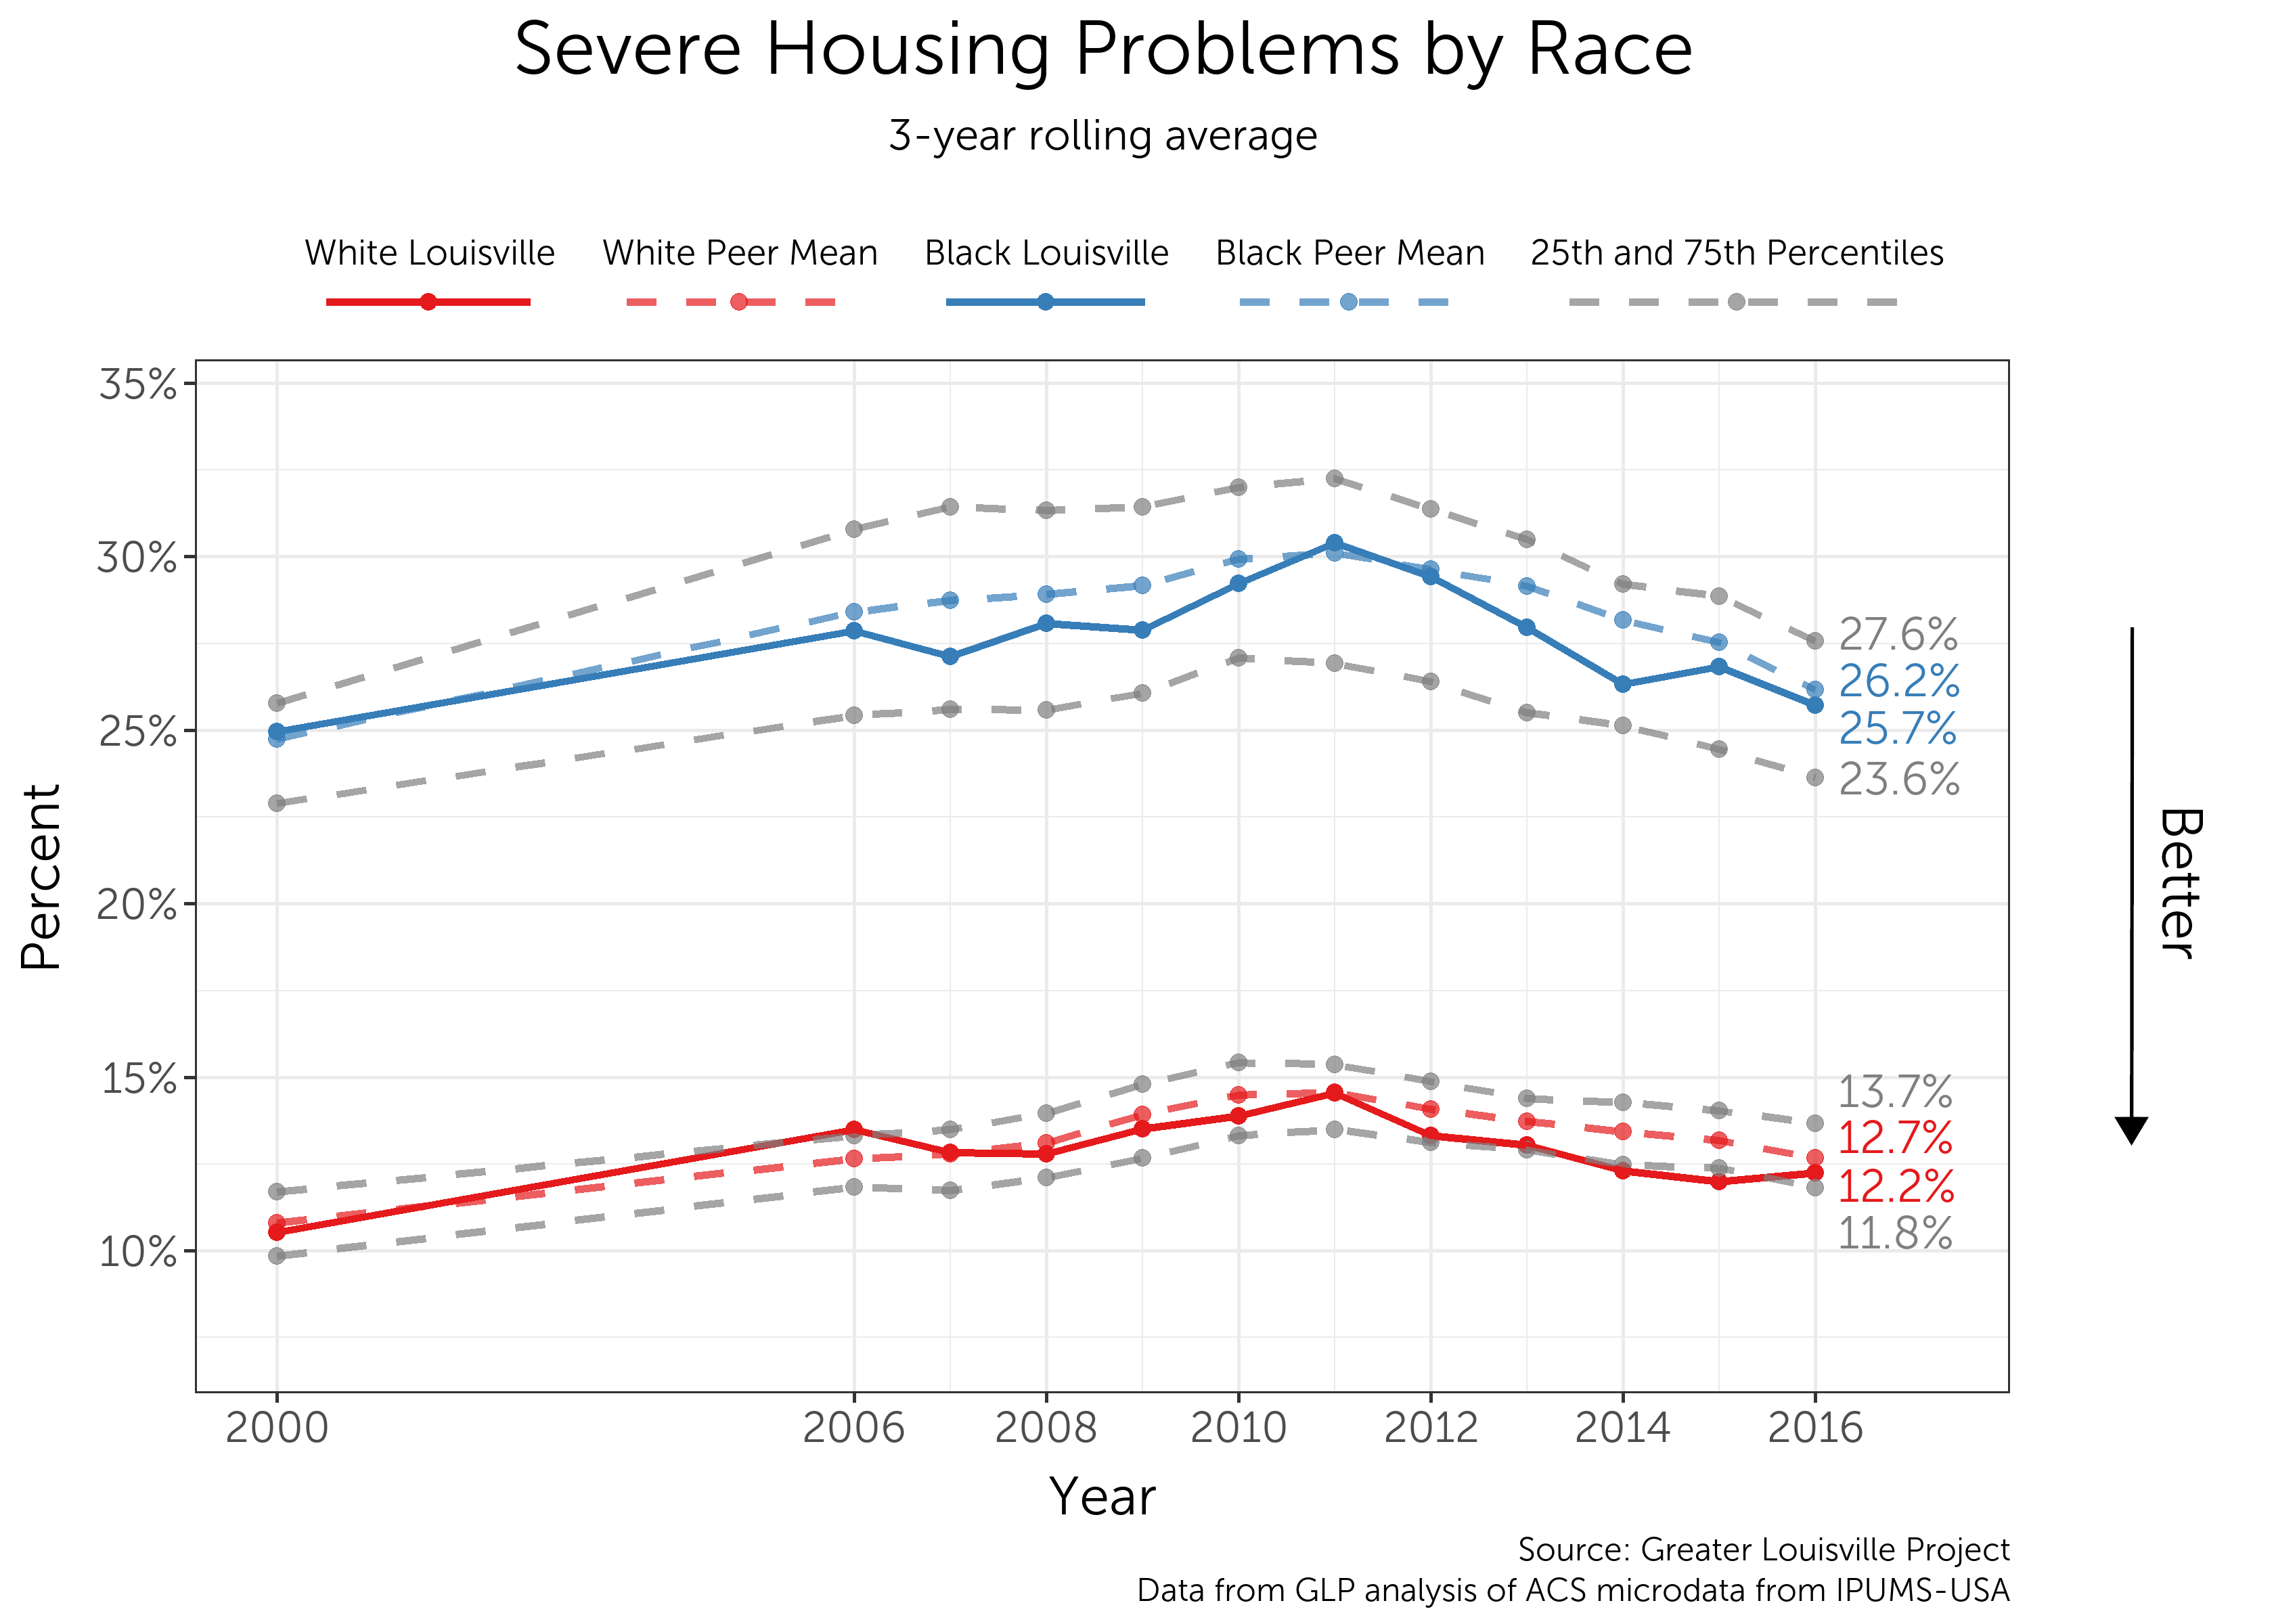 Severe Housing Problems by Race
3-year rolling average
White Louisville White Peer Mean Black Louisville Black Peer Mean 25th and 75th Percentiles
35%
30%
25%
20%
15%
10%
Percent
27.6%
26.2%
25.7%
23.6%
13.7%
12.7%
12.2%
11.8%
Better
2000 2006 2008 2010 2012 2014 2016
Year
Source: Greater Louisville Project
Data from GLP analysis of ACS microdata from IPUMS-USA